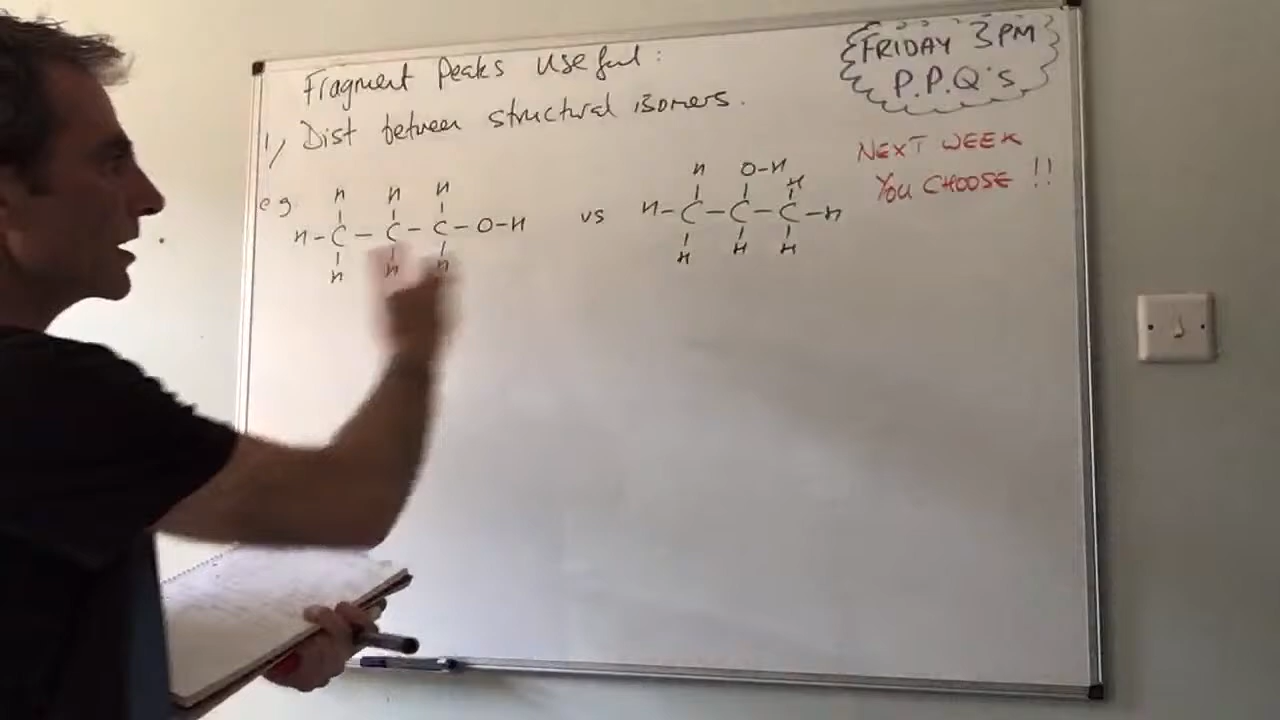 Fragment Peaks Useful:
1, Dist between structural isomers.
FRIDAY 3PM
P.P.Q's
NEXT WEEK
YOU CHOOSE !!
e.g.
H H H
H-C-C-C-O-H
H H H
vs
H O-H H
H-C-C-C-H
H H H